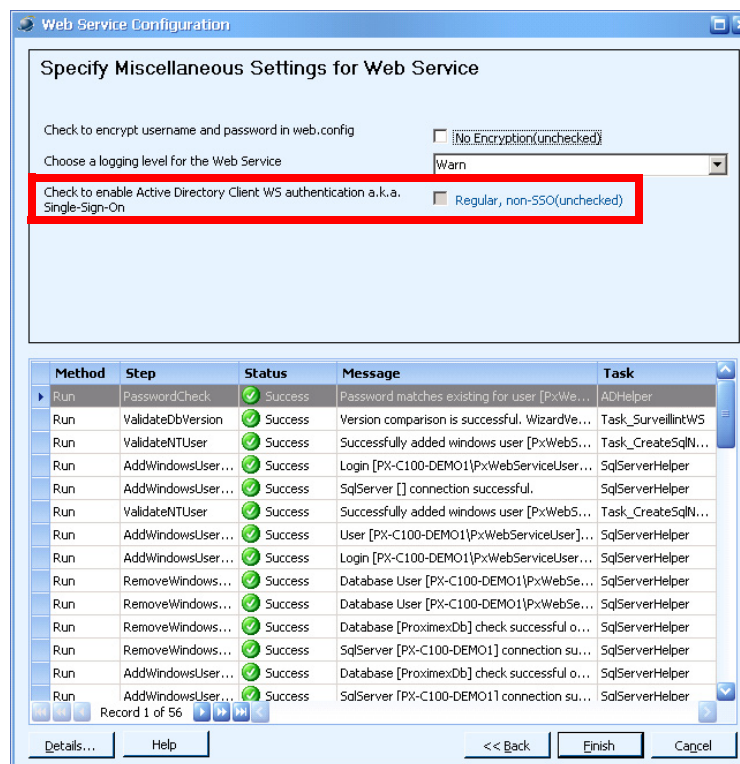 Web Service Configuration
Specify Miscellaneous Settings for Web Service
Check to encrypt username and password in web.config
No Encryption(unchecked)
Choose a logging level for the Web Service
Warn
Check to enable Active Directory Client WS authentication a.k.a.
Single-Sign-On
Regular, non-SSO(unchecked)
Method Step Status Message Task
Run PasswordCheck Success Password matches existing for user [PxWe... ADHelper
Run ValidateDbVersion Success Version comparison is successful. WizardVe... Task_SurveillintWS
Run ValidateNTUser Success Successfully added windows user [PxWebS... Task_CreateSqlN...
Run AddWindowsUser... Success Login [PX-C100-DEMO1\PxWebServiceUser... SqlServerHelper
Run AddWindowsUser... Success SqlServer [] connection successful. SqlServerHelper
Run ValidateNTUser Success Successfully added windows user [PxWebS... Task_CreateSqlN...
Run AddWindowsUser... Success User [PX-C100-DEMO1\PxWebServiceUser]... SqlServerHelper
Run AddWindowsUser... Success Login [PX-C100-DEMO1\PxWebServiceUser... SqlServerHelper
Run RemoveWindows... Success Database User [PX-C100-DEMO1\PxWebSe... SqlServerHelper
Run RemoveWindows... Success Database User [PX-C100-DEMO1\PxWebSe... SqlServerHelper
Run RemoveWindows... Success Database [ProximexDb] check successful o... SqlServerHelper
Run RemoveWindows... Success SqlServer [PX-C100-DEMO1] connection su... SqlServerHelper
Run AddWindowsUser... Success Database [ProximexDb] check successful o... SqlServerHelper
Run AddWindowsUser... Success SqlServer [PX-C100-DEMO1] connection su... SqlServerHelper
Record 1 of 56
Details... Help << Back Finish Cancel